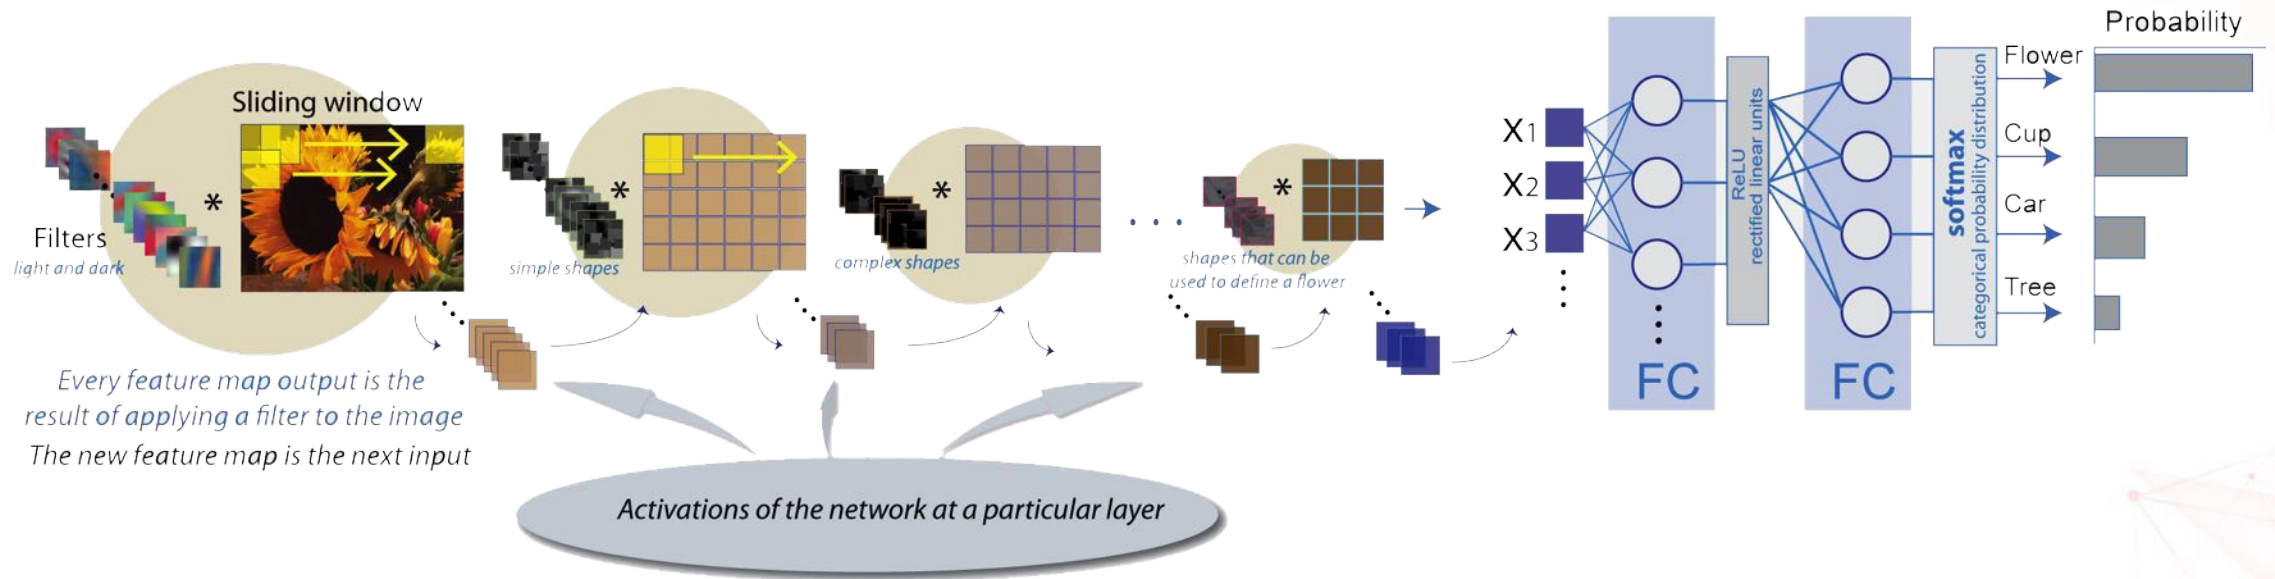 Sliding window
Filters
light and dark
*
Every feature map output is the
result of applying a filter to the image
The new feature map is the next input
simple shapes
*
complex shapes
*
. . .
shapes that can be
used to define a flower
*
Activations of the network at a particular layer
X1
X2
X3
FC
ReLU
rectified linear units
FC
softmax
categorical probability distribution
Probability
Flower
Cup
Car
Tree